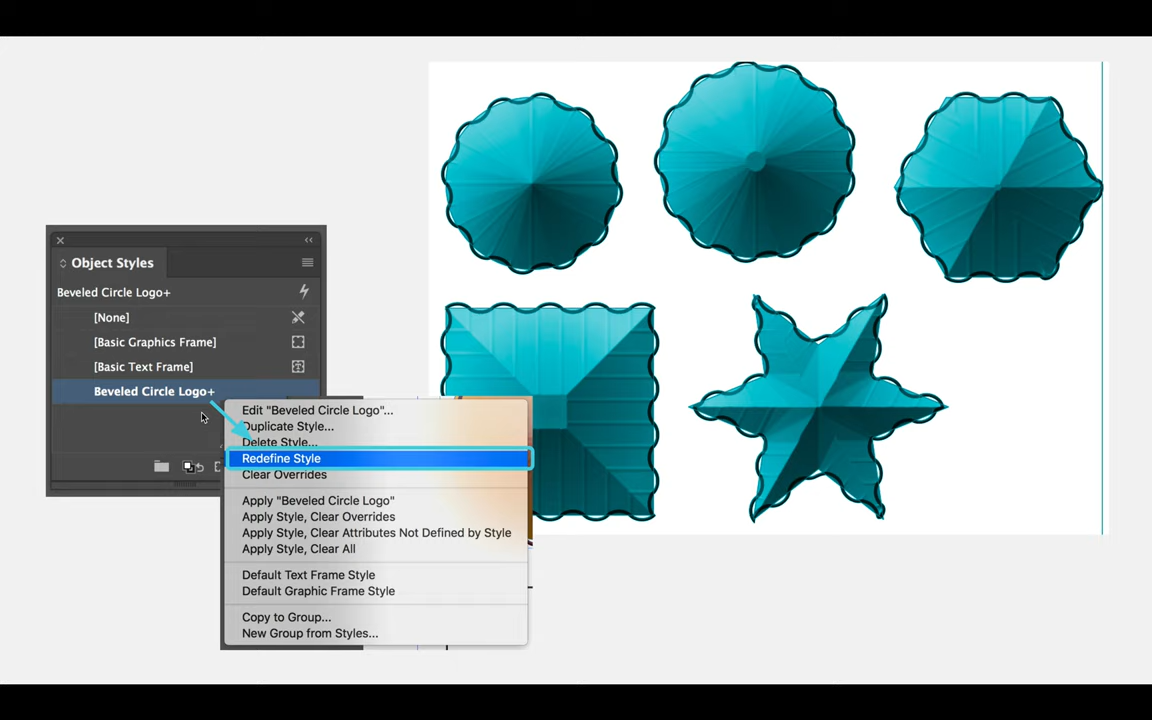 Object Styles
Beveled Circle Logo+
[None]
[Basic Graphics Frame]
[Basic Text Frame]
Beveled Circle Logo+
Edit "Beveled Circle Logo"...
Duplicate Style...
Delete Style...
Redefine Style
Clear Overrides
Apply "Beveled Circle Logo"
Apply Style, Clear Overrides
Apply Style, Clear Attributes Not Defined by Style
Apply Style, Clear All
Default Text Frame Style
Default Graphic Frame Style
Copy to Group...
New Group from Styles...